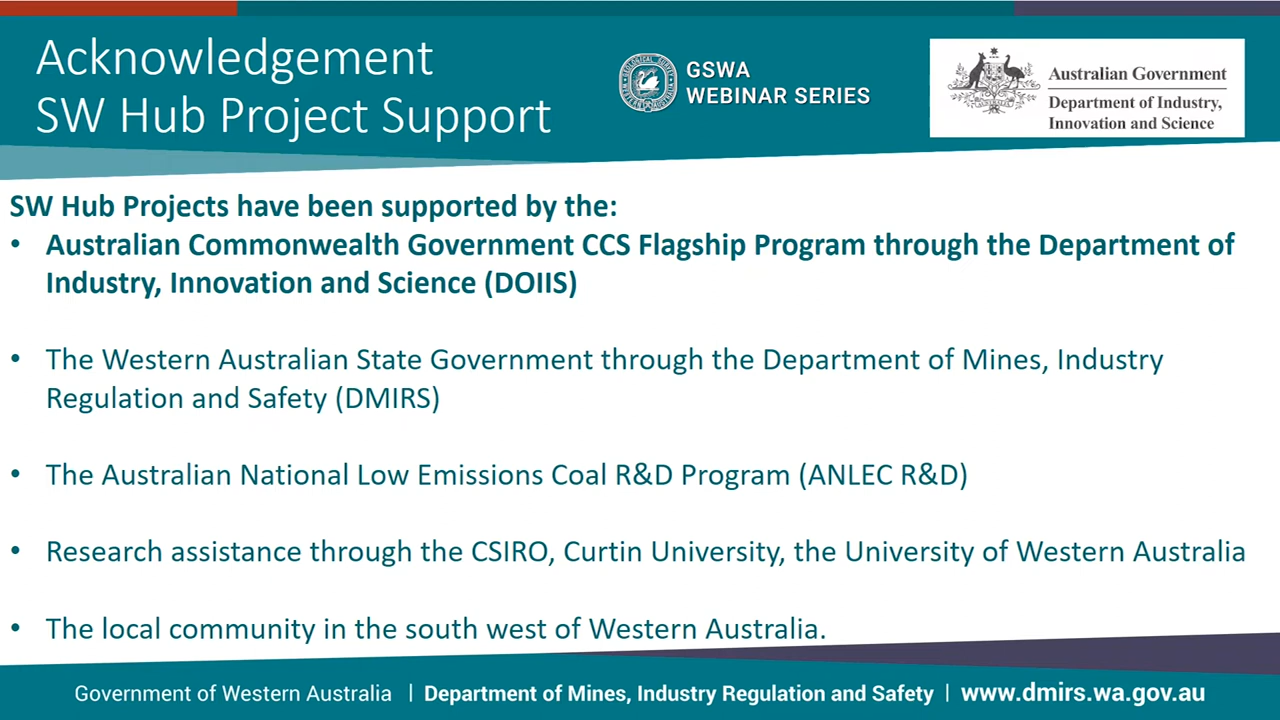 Acknowledgement
SW Hub Project Support
GSWA
WEBINAR SERIES
Australian Government
Department of Industry,
Innovation and Science
SW Hub Projects have been supported by the:
• Australian Commonwealth Government CCS Flagship Program through the Department of
Industry, Innovation and Science (DOIIS)
• The Western Australian State Government through the Department of Mines, Industry
Regulation and Safety (DMIRS)
• The Australian National Low Emissions Coal R&D Program (ANLEC R&D)
• Research assistance through the CSIRO, Curtin University, the University of Western Australia
• The local community in the south west of Western Australia.
Government of Western Australia | Department of Mines, Industry Regulation and Safety | www.dmirs.wa.gov.au